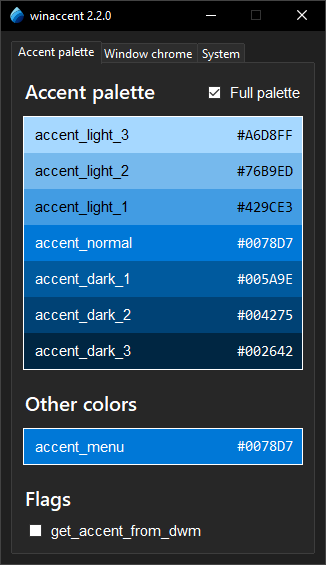 winaccent 2.2.0
Accent palette Window chrome System
Accent palette Full palette
accent_light_3 #A6D8FF
accent_light_2 #76B9ED
accent_light_1 #429CE3
accent_normal #0078D7
accent_dark_1 #005A9E
accent_dark_2 #004275
accent_dark_3 #002642
Other colors
accent_menu #0078D7
Flags
get_accent_from_dwm